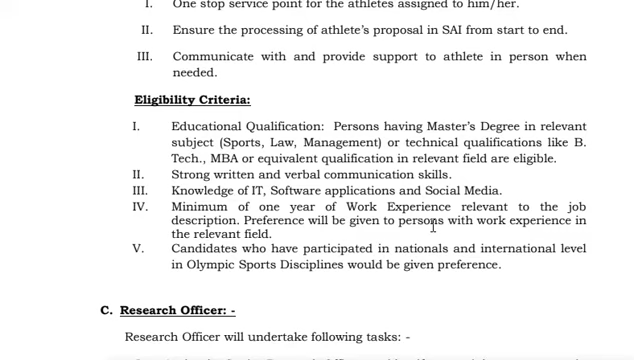 I. One stop service point for the athletes assigned to him/her.
II. Ensure the processing of athlete's proposal in SAI from start to end.
III. Communicate with and provide support to athlete in person when
needed.
Eligibility Criteria:
I. Educational Qualification: Persons having Master's Degree in relevant
subject (Sports, Law, Management) or technical qualifications like B.
Tech., MBA or equivalent qualification in relevant field are eligible.
II. Strong written and verbal communication skills.
III. Knowledge of IT, Software applications and Social Media.
IV. Minimum of one year of Work Experience relevant to the job
description. Preference will be given to persons with work experience in
the relevant field.
V. Candidates who have participated in nationals and international level
in Olympic Sports Disciplines would be given preference.
C. Research Officer: -
Research Officer will undertake following tasks: -